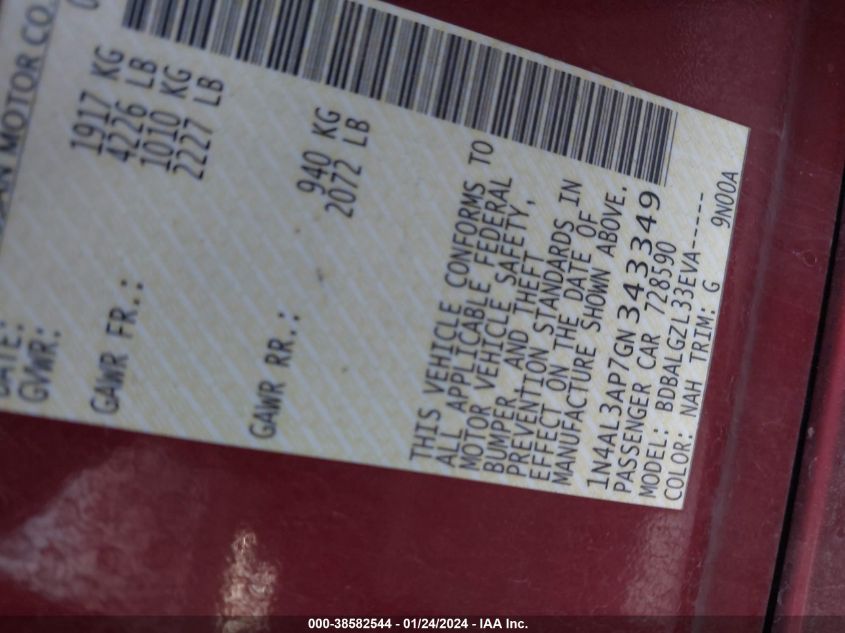 AN MOTOR CO.
DATE:
GVWR: 1917 KG
4226 LB
GAWR FR.: 1010 KG
2227 LB
GAWR RR.: 940 KG
2072 LB
THIS VEHICLE CONFORMS TO
ALL APPLICABLE FEDERAL
MOTOR VEHICLE SAFETY,
BUMPER AND THEFT
PREVENTION STANDARDS IN
EFFECT ON THE DATE OF
MANUFACTURE SHOWN ABOVE.
1N4AL3AP7GN343349
PASSENGER CAR 728590
MODEL: BDBALGZL33EVA------
COLOR: NAH TRIM: G 9N00A
000-38582544 - 01/24/2024 - IAA Inc.